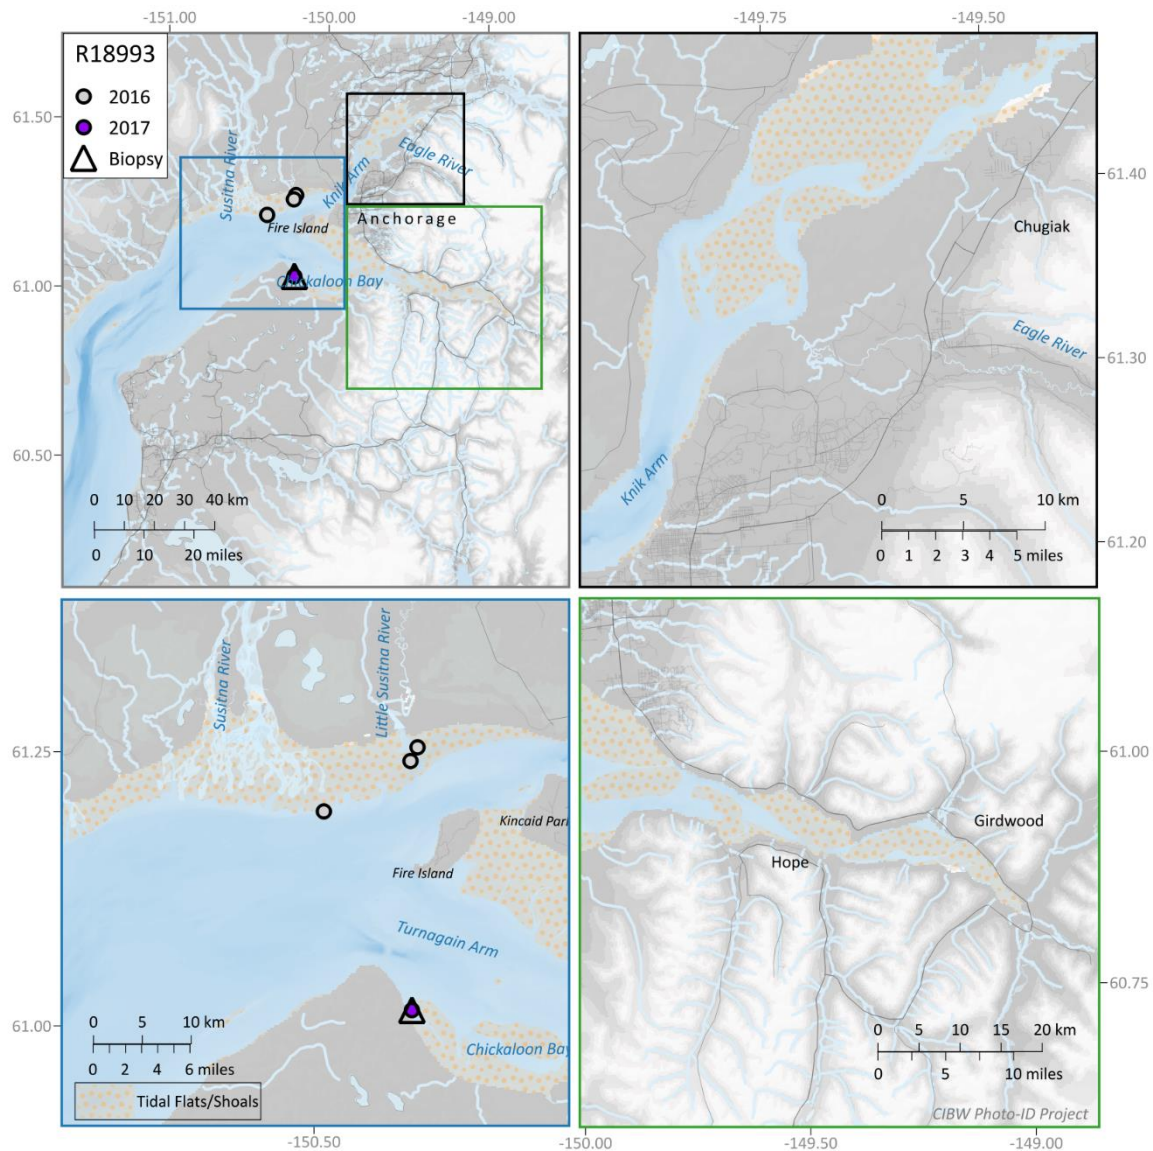 -151.00 -150.00 -149.00
-149.75 -149.50
R18993
2016
2017
Biopsy
61.50
61.00
60.50
Susitna River
Knik Arm
Eagle River
Anchorage
Fire Island
Chickaloon Bay
0 10 20 30 40 km
0 10 20 miles
61.40
61.30
61.20
Chugiak
Eagle River
Knik Arm
0 5 10 km
0 1 2 3 4 5 miles
Susitna River
Little Susitna River
61.25
61.00
Kincaid Par
Fire Island
Turnagain Arm
Chickaloon Bay
0 5 10 km
0 2 4 6 miles
Tidal Flats/Shoals
-150.50
61.00
60.75
Girdwood
Hope
0 5 10 15 20 km
0 5 10 miles
CIBW Photo-ID Project
-150.00 -149.50 -149.00